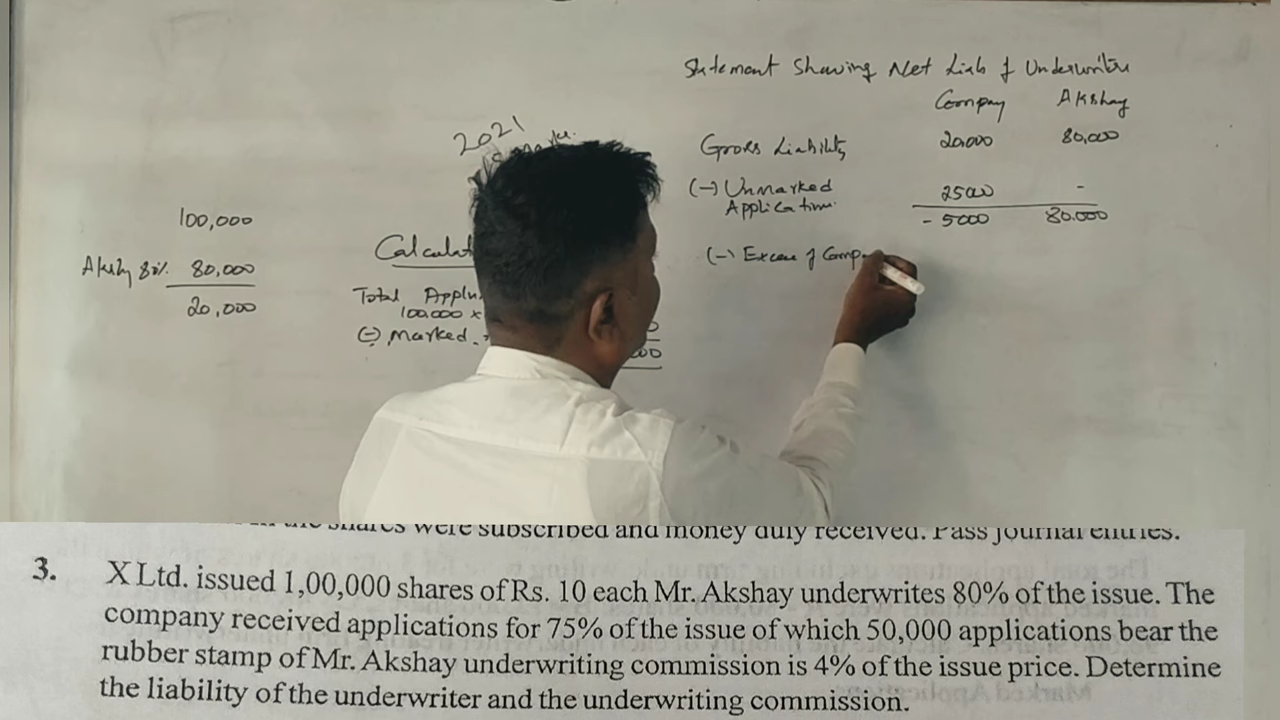 Statement Showing Net Liab of Underwriter
Company Akshay
2021
Gross Liability 20,000 80,000
(-) Unmarked 25000 -
Application
- 5000 80.000
100,000
Calculat
(-) Excess of Comp
80,000
Total
20,000
100,000 ×
(-) Marked
shares were subscribed and money duly received. Pass journal entries.
3. X Ltd. issued 1,00,000 shares of Rs. 10 each Mr. Akshay underwrites 80% of the issue. The
company received applications for 75% of the issue of which 50,000 applications bear the
rubber stamp of Mr. Akshay underwriting commission is 4% of the issue price. Determine
the liability of the underwriter and the underwriting commission.